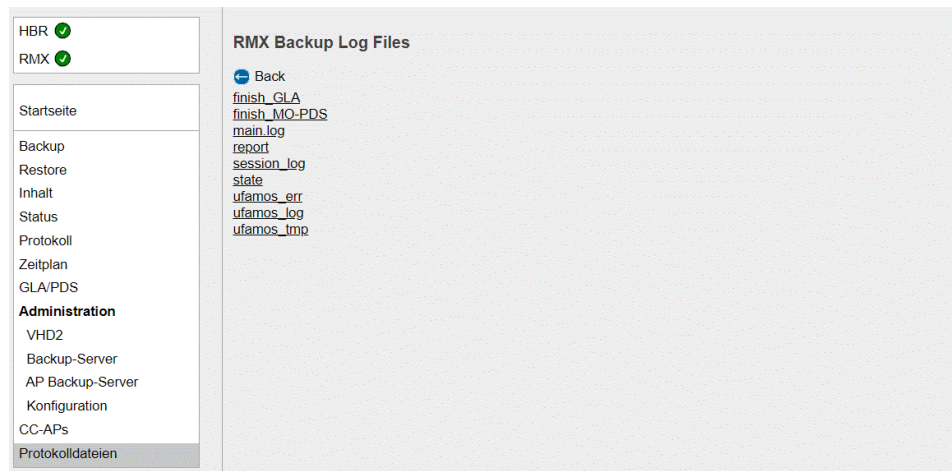 HBR
RMX
Startseite
Backup
Restore
Inhalt
Status
Protokoll
Zeitplan
GLA/PDS
Administration
VHD2
Backup-Server
AP Backup-Server
Konfiguration
CC-APs
Protokolldateien
RMX Backup Log Files
Back
finish_GLA
finish_MO-PDS
main.log
report
session_log
state
ufamos_err
ufamos_log
ufamos_tmp